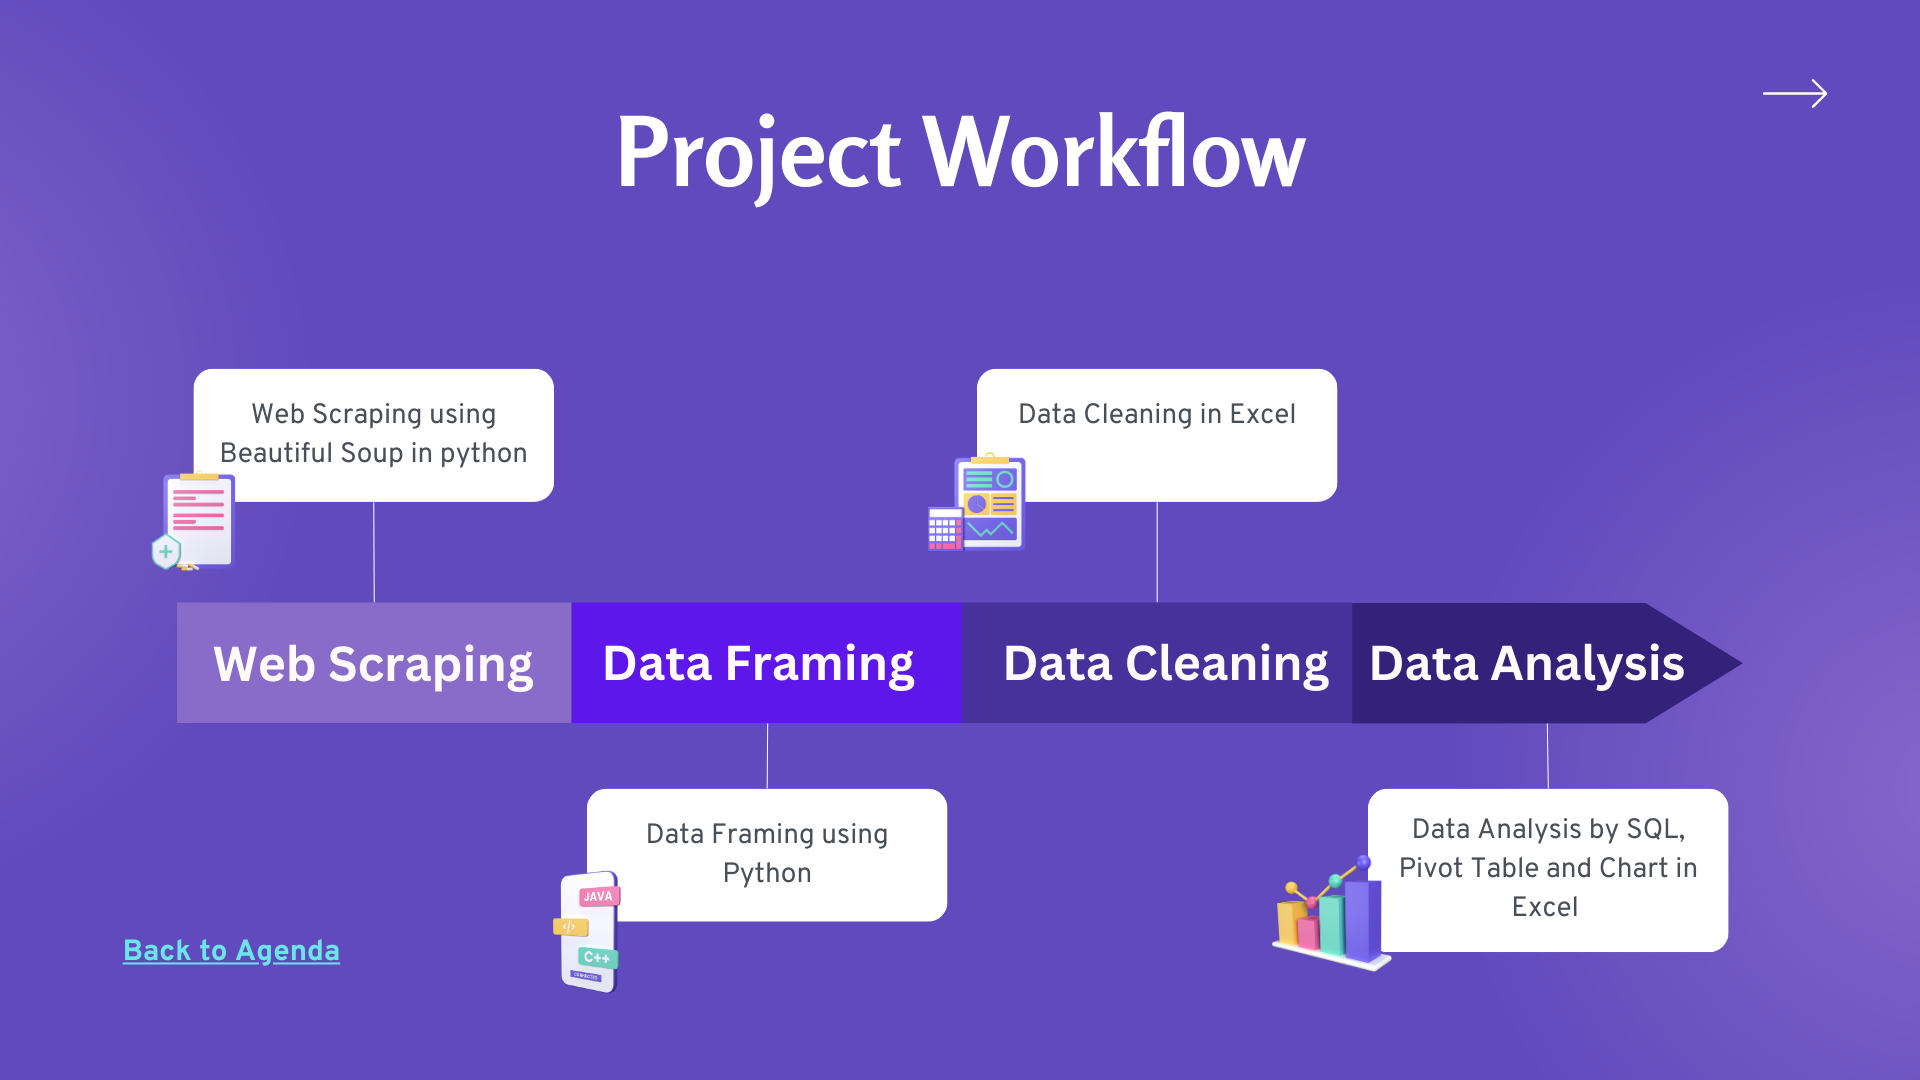 Project Workflow
Web Scraping using
Beautiful Soup in python
Data Cleaning in Excel
Web Scraping
Data Framing
Data Cleaning
Data Analysis
Data Framing using
Python
JAVA
</>
C++
Data Analysis by SQL,
Pivot Table and Chart in
Excel
Back to Agenda